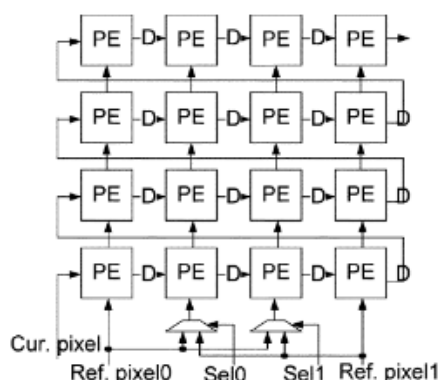 PE D PE D PE D PE
PE D PE D PE D PE D
PE D PE D PE D PE D
PE D PE D PE D PE D
Cur. pixel
Ref. pixel0 Sel0 Sel1 Ref. pixel1